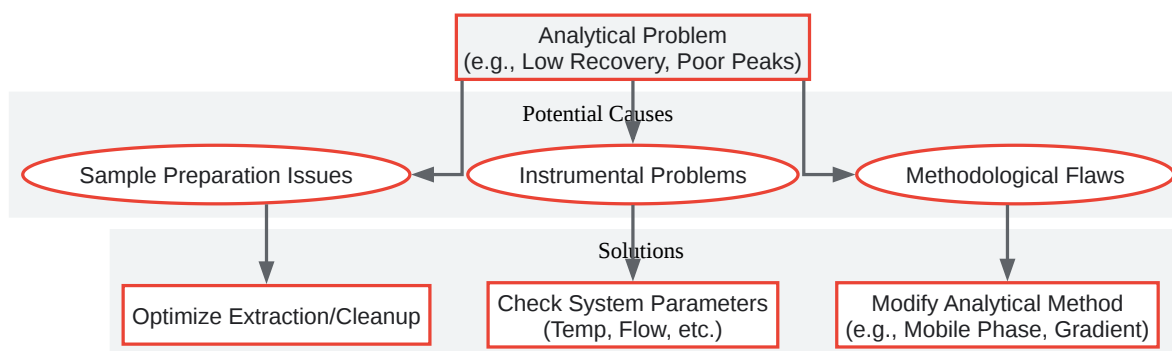 Analytical Problem
(e.g., Low Recovery, Poor Peaks)
Potential Causes
Sample Preparation Issues
Instrumental Problems
Methodological Flaws
Solutions
Optimize Extraction/Cleanup
Check System Parameters
(Temp, Flow, etc.)
Modify Analytical Method
(e.g., Mobile Phase, Gradient)